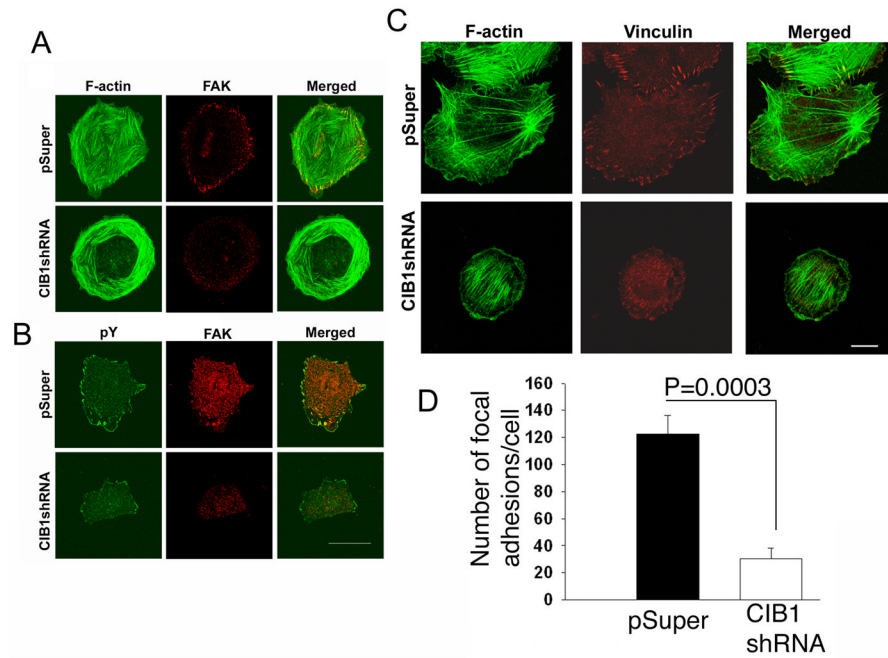 A
F-actin FAK Merged
pSuper
CIB1shRNA
B
pY FAK Merged
pSuper
CIB1shRNA
C
F-actin Vinculin Merged
pSuper
CIB1shRNA
D
P=0.0003
Number of focal
adhesions/cell
160
140
120
100
80
60
40
20
0
pSuper
CIB1
shRNA